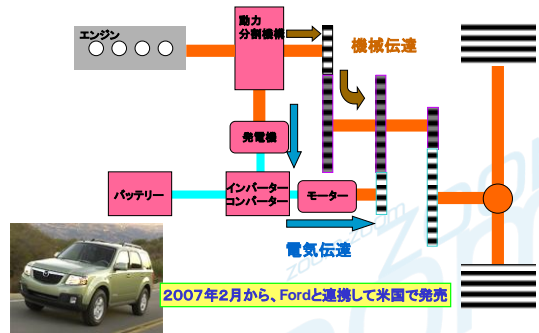 エンジン
動力
分割機構
機械伝達
発電機
バッテリー
インバーター
コンバーター
モーター
電気伝達
zoom-zoom
2007年2月から、Fordと連携して米国で発売